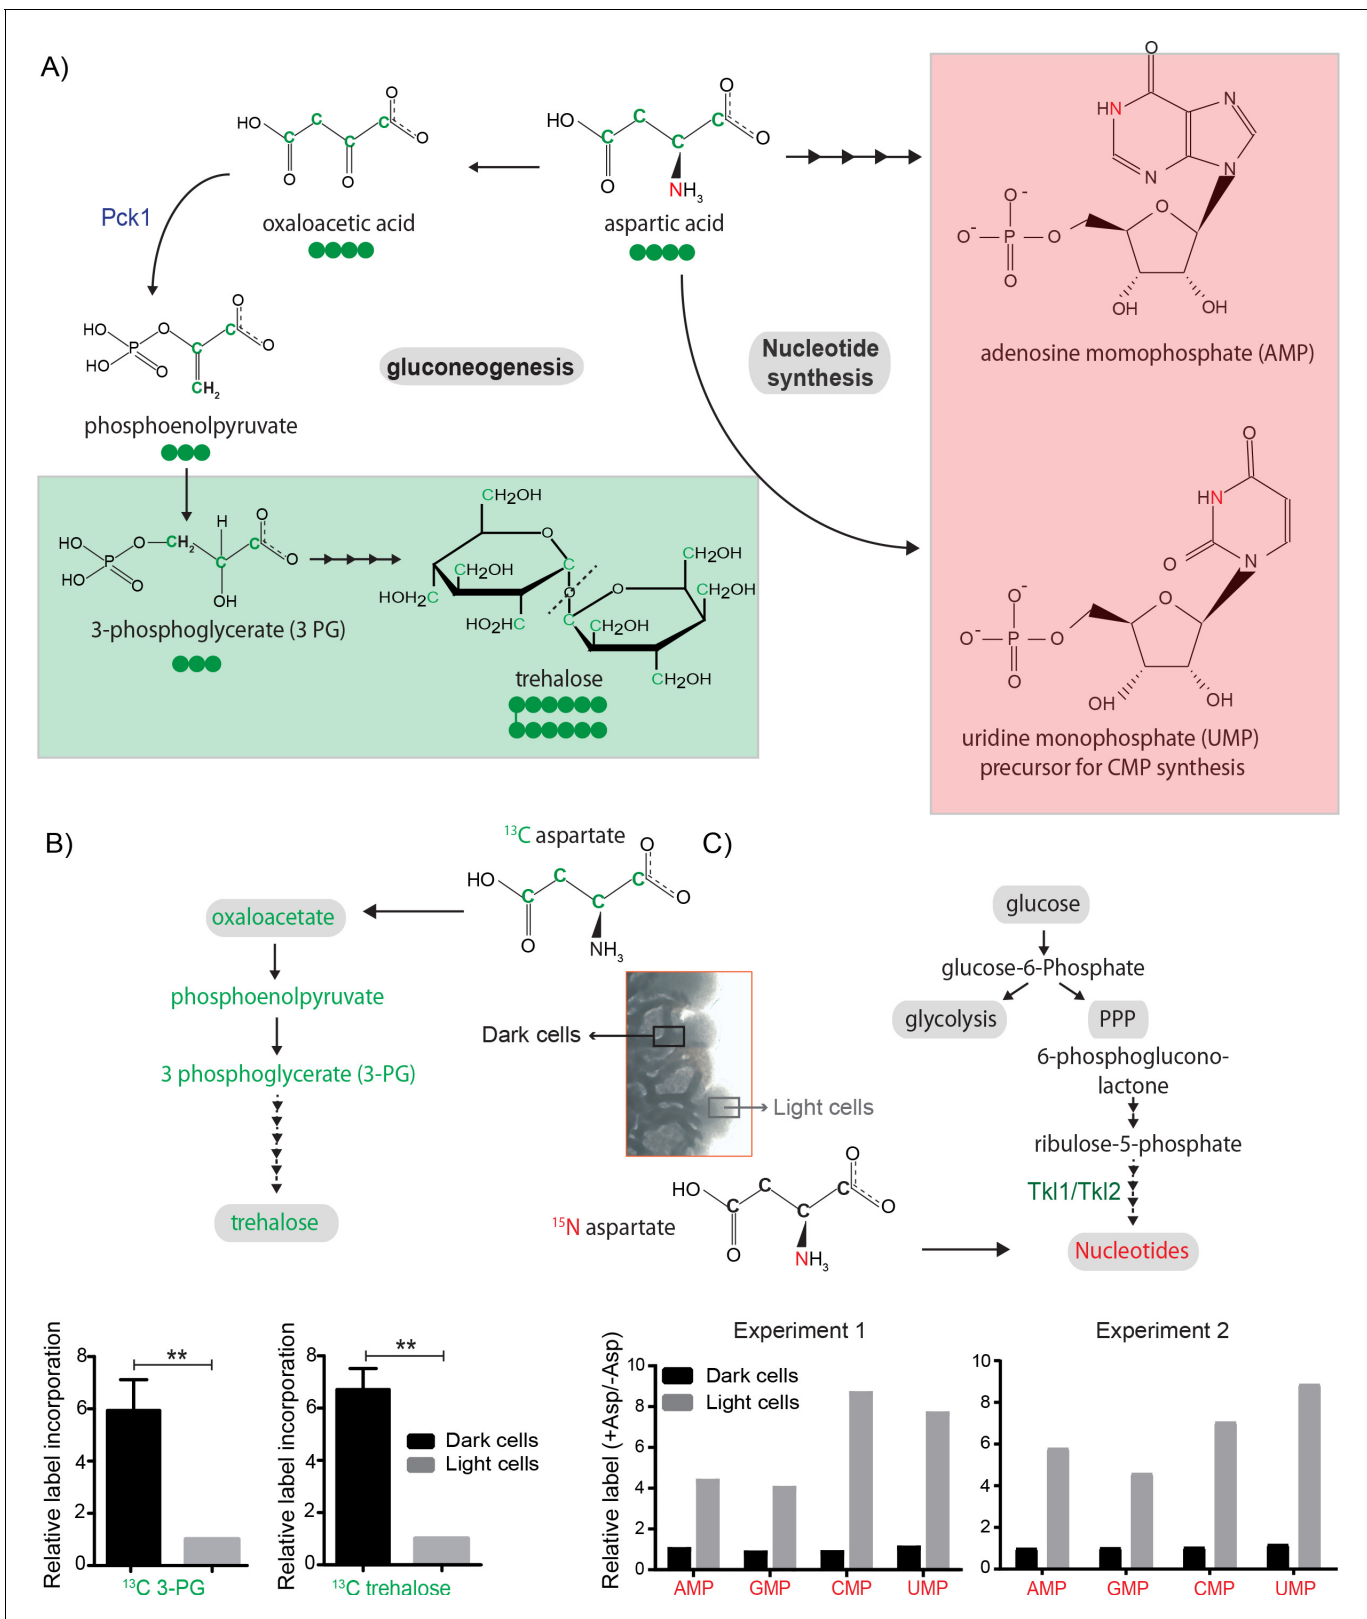 A)
HO
C
C
C
C
O
O
O
O
oxaloacetic acid
HO
C
C
C
C
O
O
O
NH3
aspartic acid
Pck1
HO
HO
P
O
O
C
C
O
O
CH2
phosphoenolpyruvate
gluconeogenesis
Nucleotide
synthesis
O
HN
N
N
N
O-
O-
P
O
O
O
OH
OH
adenosine momophosphate (AMP)
HO
HO
P
O
O
CH2
H
C
C
O
O
OH
3-phosphoglycerate (3 PG)
CH2OH
O
C
CH2OH
HOH2C
HO2HC
O
CH2OH
CH2OH
O
C
CH2OH
CH2OH
trehalose
O
HN
O
N
O-
O-
P
O
O
O
OH
OH
uridine monophosphate (UMP)
precursor for CMP synthesis
B)
13C aspartate
HO
C
C
C
C
O
O
O
NH3
oxaloacetate
phosphoenolpyruvate
3 phosphoglycerate (3-PG)
trehalose
Dark cells
Light cells
C)
glucose
glucose-6-Phosphate
glycolysis
PPP
6-phosphoglucono-
lactone
ribulose-5-phosphate
Tkl1/Tkl2
Nucleotides
15N aspartate
HO
C
C
C
C
O
O
O
NH3
Relative label incorporation
8
6
4
2
0
**
13C 3-PG
Relative label incorporation
8
6
4
2
0
**
13C trehalose
Dark cells
Light cells
Experiment 1
Relative label (+Asp/-Asp)
10
8
6
4
2
0
Dark cells
Light cells
AMP
GMP
CMP
UMP
Experiment 2
10
8
6
4
2
0
AMP
GMP
CMP
UMP